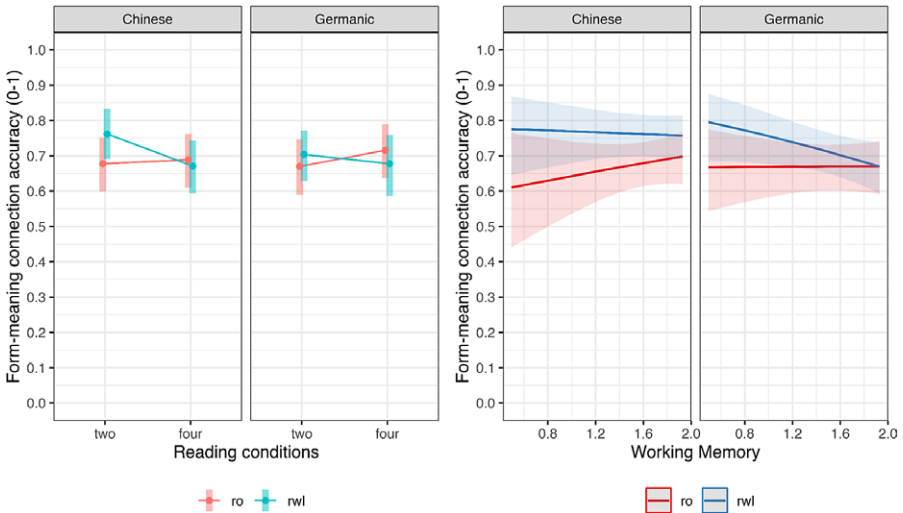 Chinese
Germanic
Form-meaning connection accuracy (0-1)
1.0
0.9
0.8
0.7
0.6
0.5
0.4
0.3
0.2
0.1
0.0
two four two four
Reading conditions
ro rwl
Chinese
Germanic
Form-meaning connection accuracy (0-1)
1.0
0.9
0.8
0.7
0.6
0.5
0.4
0.3
0.2
0.1
0.0
0.8 1.2 1.6 2.0 0.8 1.2 1.6 2.0
Working Memory
ro rwl